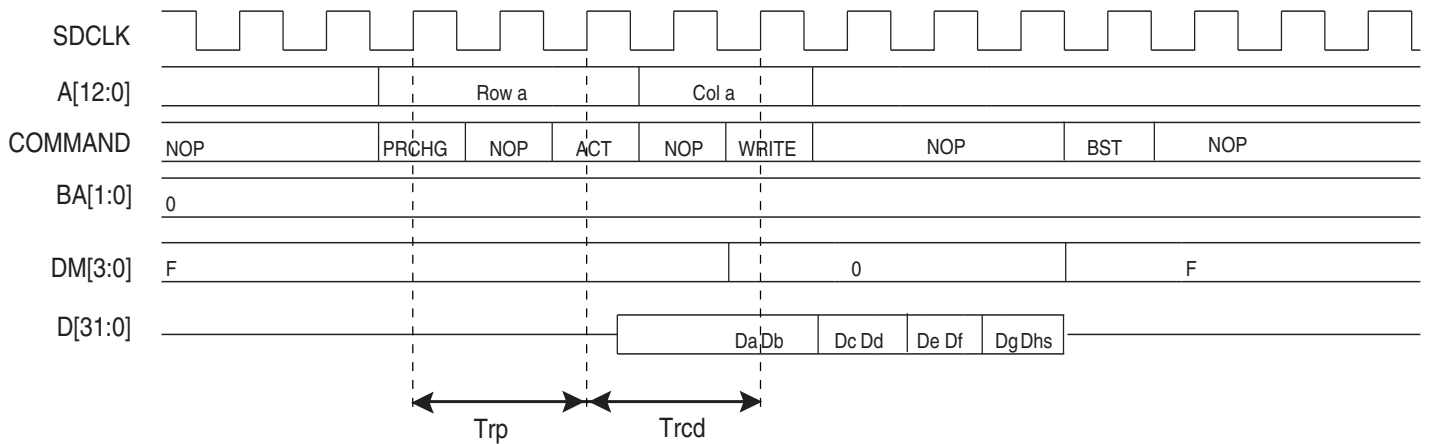 SDCLK
A[12:0] Row a Col a
COMMAND NOP PRCHG NOP ACT NOP WRITE NOP BST NOP
BA[1:0] 0
DM[3:0] F 0 F
D[31:0] Da Db Dc Dd De Df Dg Dhs
Trp Trcd